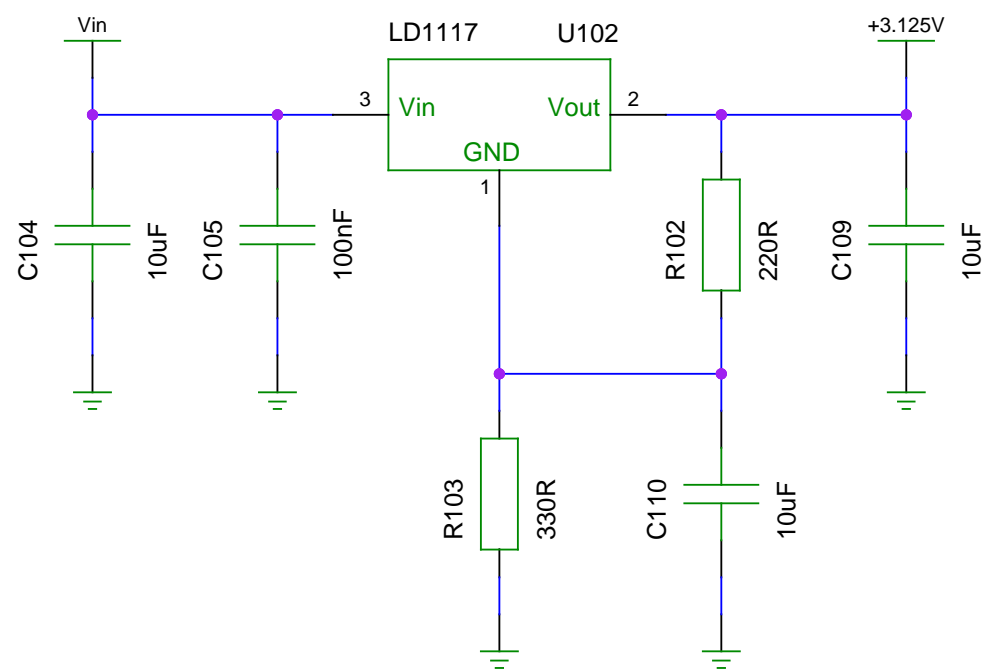 Vin
LD1117
U102
+3.125V
3
Vin
Vout
2
GND
1
C104
10uF
C105
100nF
R102
220R
C109
10uF
R103
330R
C110
10uF